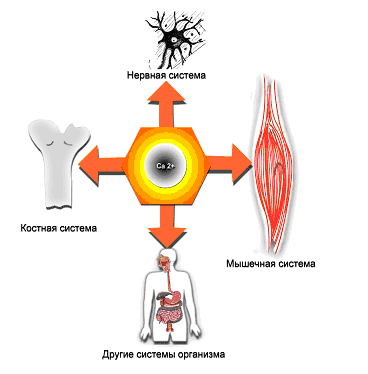 Нервная система
Ca 2+
Костная система
Мышечная система
Другие системы организма